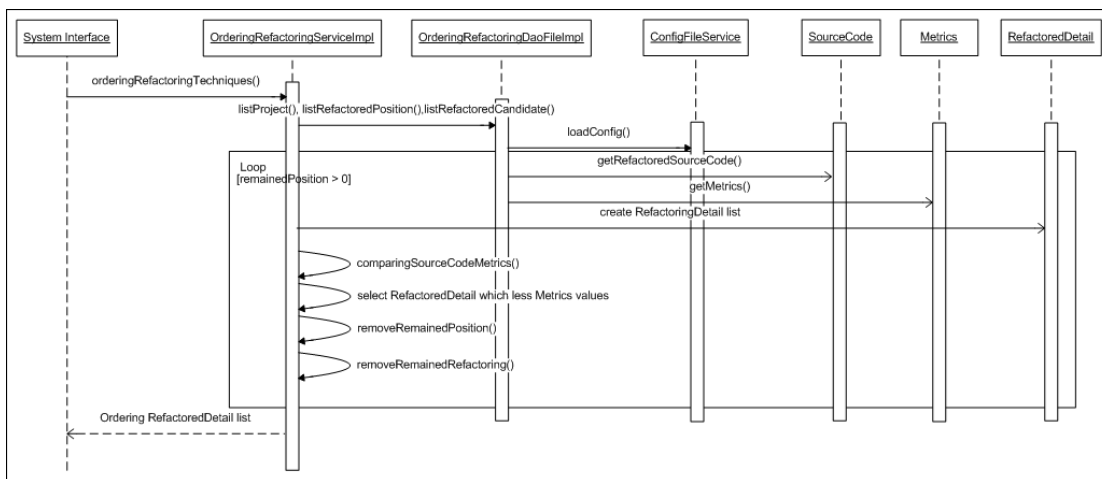 System Interface
OrderingRefactoringServiceImpl
OrderingRefactoringDaoFileImpl
ConfigFileService
SourceCode
Metrics
RefactoredDetail
orderingRefactoringTechniques()
listProject(), listRefactoredPosition(),listRefactoredCandidate()
loadConfig()
Loop
[remainedPosition > 0]
getRefactoredSourceCode()
getMetrics()
create RefactoringDetail list
comparingSourceCodeMetrics()
select RefactoredDetail which less Metrics values
removeRemainedPosition()
removeRemainedRefactoring()
Ordering RefactoredDetail list